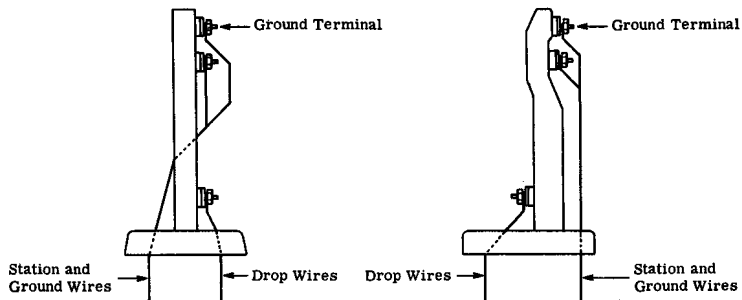 Ground Terminal
Ground Terminal
Station and
Ground Wires
Drop Wires
Drop Wires
Station and
Ground Wires